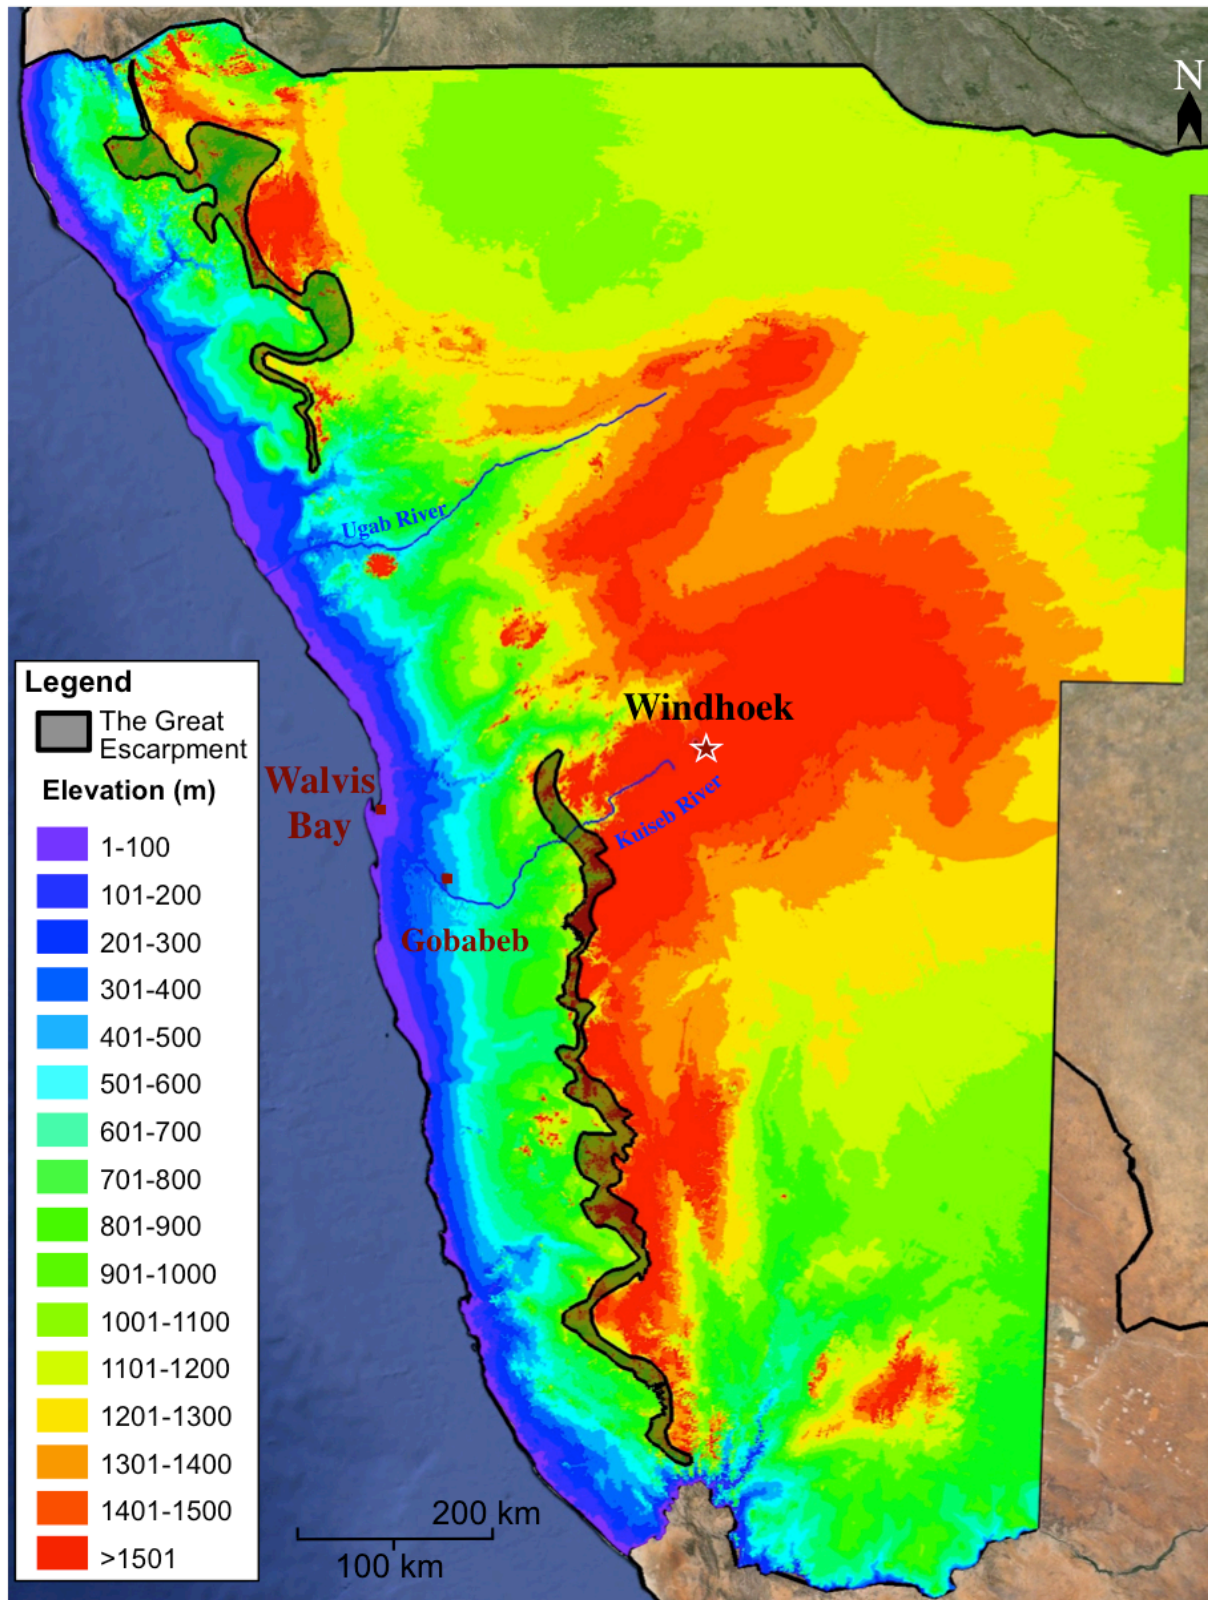 N
Ugab River
Windhoek
Walvis
Bay
Kuiseb River
Gobabeb
Legend
The Great
Escarpment
Elevation (m)
1-100
101-200
201-300
301-400
401-500
501-600
601-700
701-800
801-900
901-1000
1001-1100
1101-1200
1201-1300
1301-1400
1401-1500
>1501
200 km
100 km